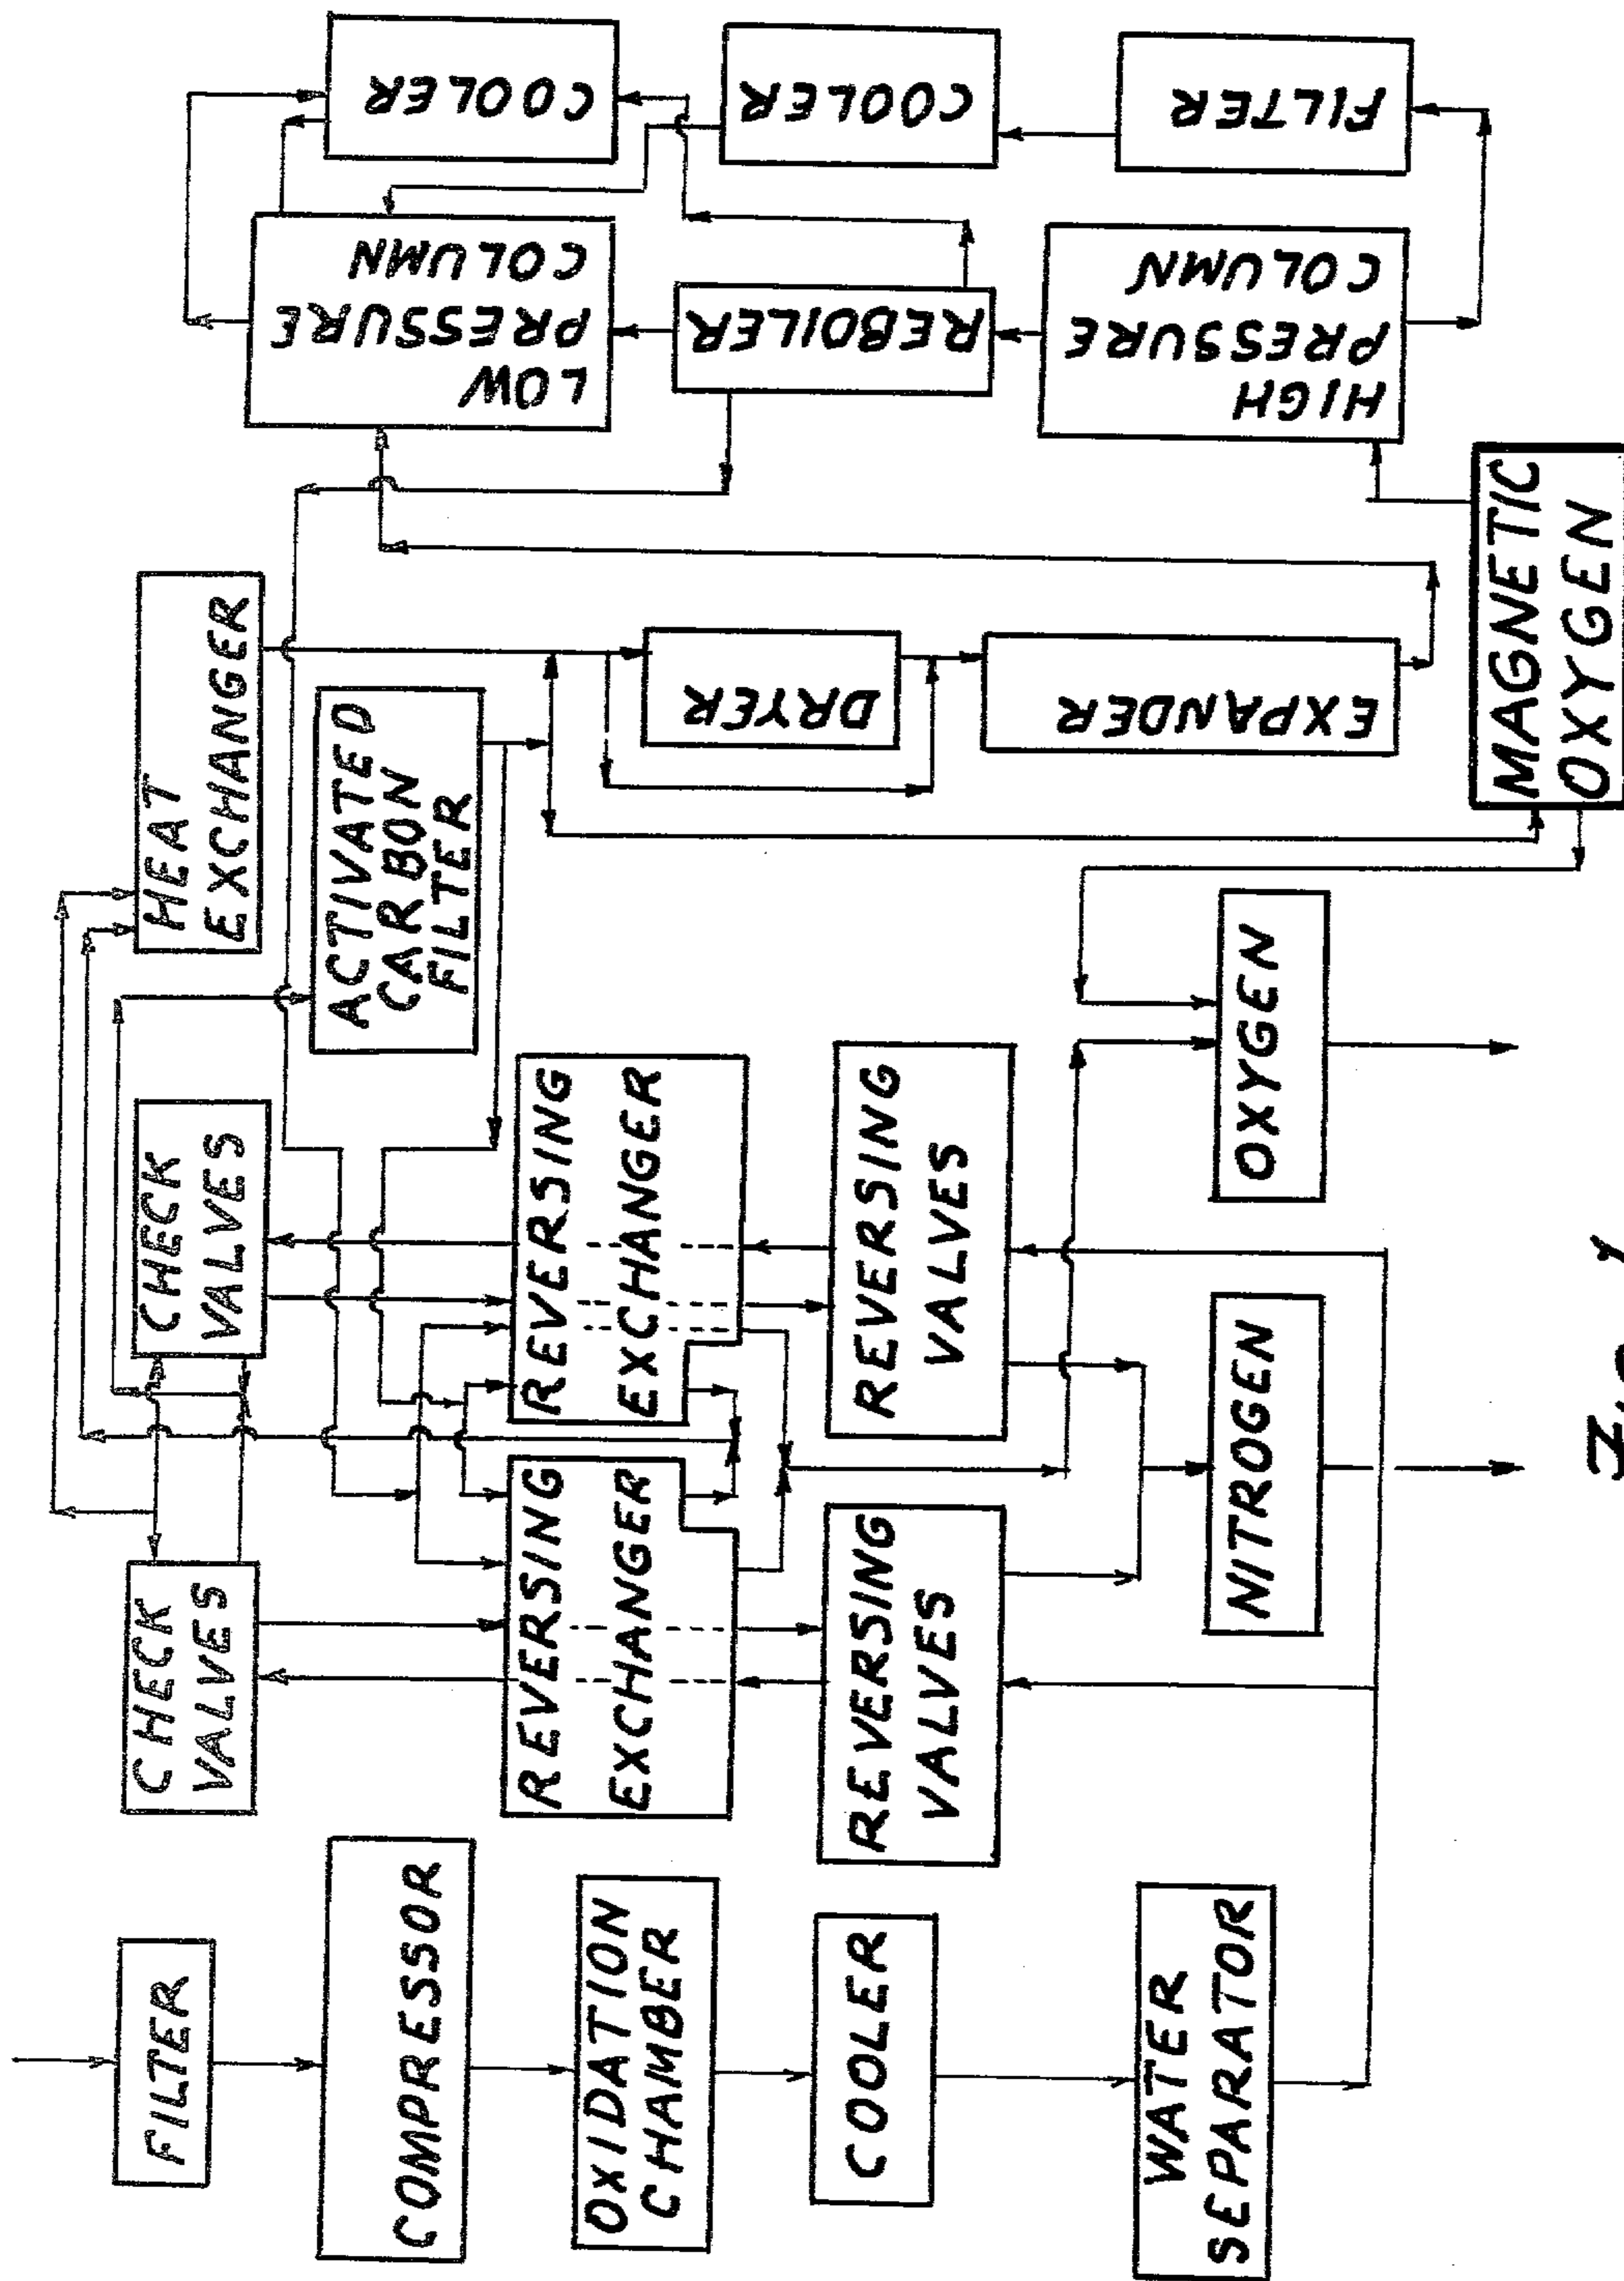 FILTER
COMPRESSOR
OXIDATION
CHAMBER
COOLER
WATER
SEPARATOR
CHECK
VALVES
REVERSING
EXCHANGER
REVERSING
VALVES
NITROGEN
CHECK
VALVES
REVERSING
EXCHANGER
REVERSING
VALVES
OXYGEN
HEAT
EXCHANGER
ACTIVATED
CARBON
FILTER
DRYER
EXPANDER
MAGNETIC
OXYGEN
LOW
PRESSURE
COLUMN
REBOILER
HIGH
PRESSURE
COLUMN
COOLER
COOLER
FILTER